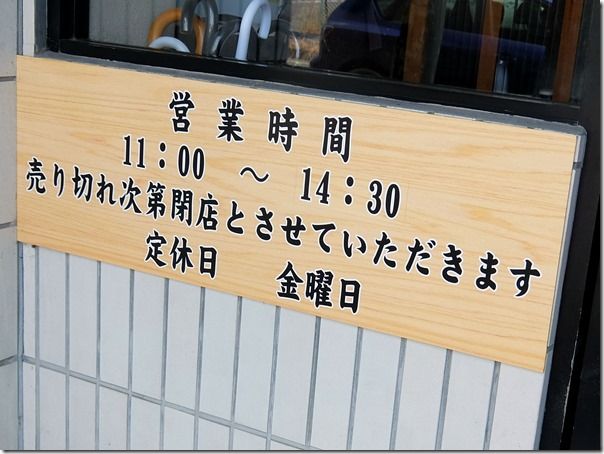 営業時間
11:00 ～ 14:30
売り切れ次第閉店とさせていただきます
定休日 金曜日